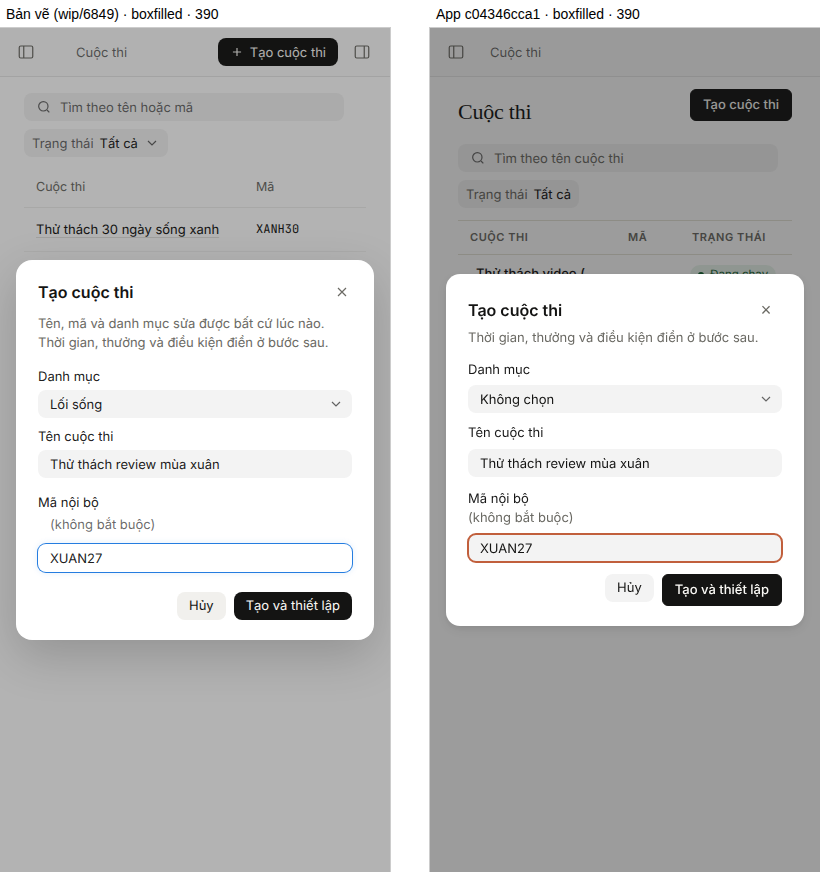 Bản vẽ (wip/6849) · boxfilled · 390
Cuộc thi
+ Tạo cuộc thi
Tìm theo tên hoặc mã
Trạng thái Tất cả
Cuộc thi Mã
Thử thách 30 ngày sống xanh XANH30
Tạo cuộc thi
Tên, mã và danh mục sửa được bất cứ lúc nào.
Thời gian, thưởng và điều kiện điền ở bước sau.
Danh mục
Lối sống
Tên cuộc thi
Thử thách review mùa xuân
Mã nội bộ
(không bắt buộc)
XUAN27
Hủy Tạo và thiết lập
App c04346cca1 · boxfilled · 390
Cuộc thi
Cuộc thi
Tạo cuộc thi
Tìm theo tên cuộc thi
Trạng thái Tất cả
CUỘC THI MÃ TRẠNG THÁI
Thử thách video (
Đang chạy
Tạo cuộc thi
Thời gian, thưởng và điều kiện điền ở bước sau.
Danh mục
Không chọn
Tên cuộc thi
Thử thách review mùa xuân
Mã nội bộ
(không bắt buộc)
XUAN27
Hủy Tạo và thiết lập